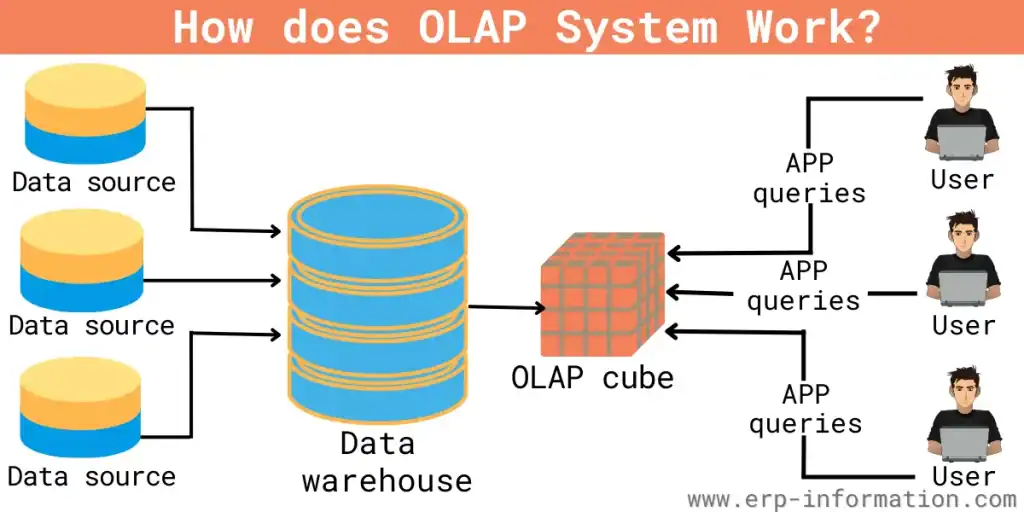 How does OLAP System Work?
Data source
Data source
Data source
Data
warehouse
OLAP cube
APP
queries
APP
queries
APP
queries
User
User
User
www.erp-information.com